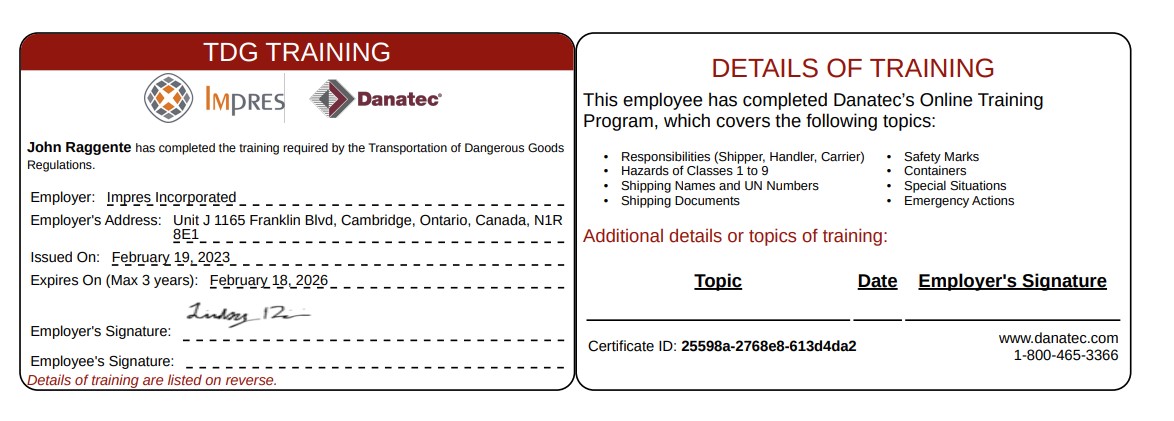 TDG TRAINING
IMPRES
Danatec®
John Raggente has completed the training required by the Transportation of Dangerous Goods
Regulations.
Employer: Impres Incorporated
Employer's Address: Unit J 1165 Franklin Blvd, Cambridge, Ontario, Canada, N1R
8E1
Issued On: February 19, 2023
Expires On (Max 3 years): February 18, 2026
Employer's Signature:
Employee's Signature:
Details of training are listed on reverse.
DETAILS OF TRAINING
This employee has completed Danatec’s Online Training
Program, which covers the following topics:
• Responsibilities (Shipper, Handler, Carrier)
• Hazards of Classes 1 to 9
• Shipping Names and UN Numbers
• Shipping Documents
• Safety Marks
• Containers
• Special Situations
• Emergency Actions
Additional details or topics of training:
Topic Date Employer's Signature
Certificate ID: 25598a-2768e8-613d4da2
www.danatec.com
1-800-465-3366